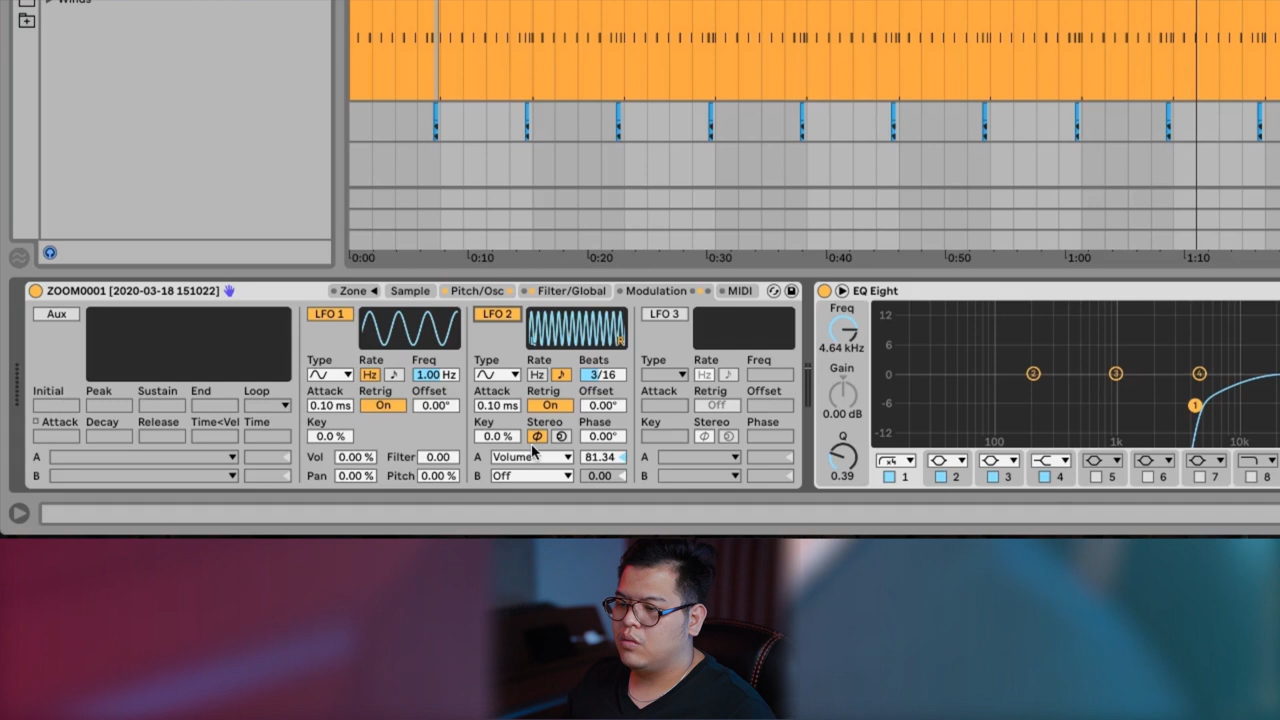 Winds
0:00 0:10 0:20 0:30 0:40 0:50 1:00 1:10
ZOOM0001 [2020-03-18 151022] Zone Sample Pitch/Osc Filter/Global Modulation MIDI
EQ Eight
Aux LFO 1 LFO 2 LFO 3
Freq 12
4.64 kHz 6
Type Rate Freq Type Rate Beats Type Rate Freq
Hz 1.00 Hz Hz 3/16 Hz
Gain 0
Initial Peak Sustain End Loop Attack Retrig Offset Attack Retrig Offset Attack Retrig Offset
0.10 ms On 0.00° 0.10 ms On 0.00° Off
0.00 dB -6
Attack Decay Release Time<Vel Time Key Key Stereo Phase Key Stereo Phase
0.0 % 0.0 % 0.00°
Q -12 100 1k 10k
2 3 4 1
A Vol 0.00 % Filter 0.00 A Volume 81.34 A
x4
B Pan 0.00 % Pitch 0.00 % B Off 0.00 B
0.39 1 2 3 4 5 6 7 8